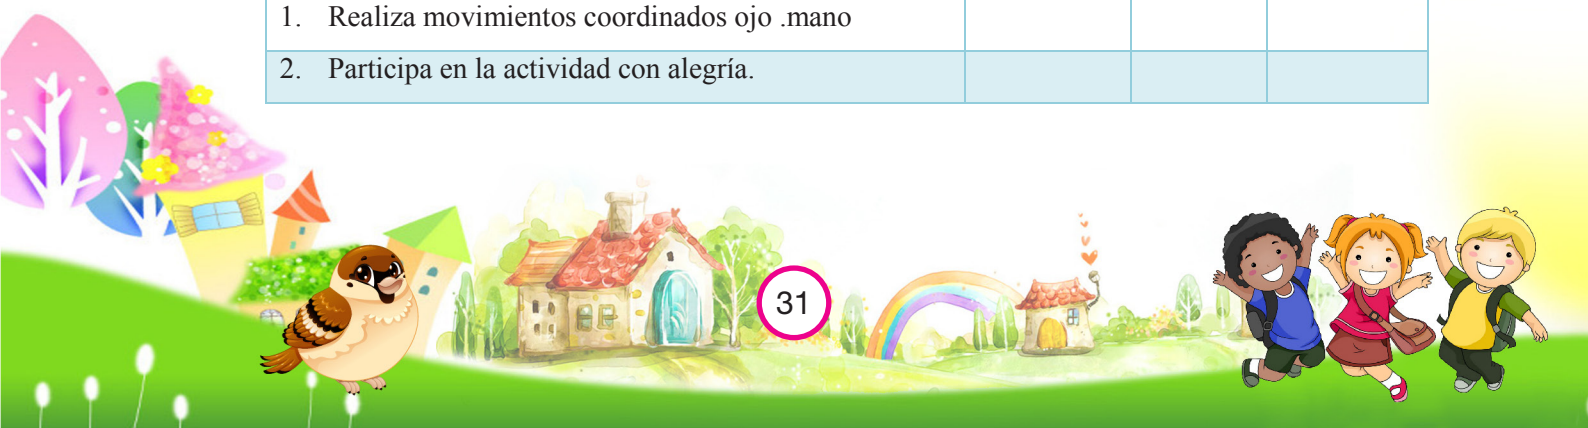 1. Realiza movimientos coordinados ojo .mano
2. Participa en la actividad con alegría.
31